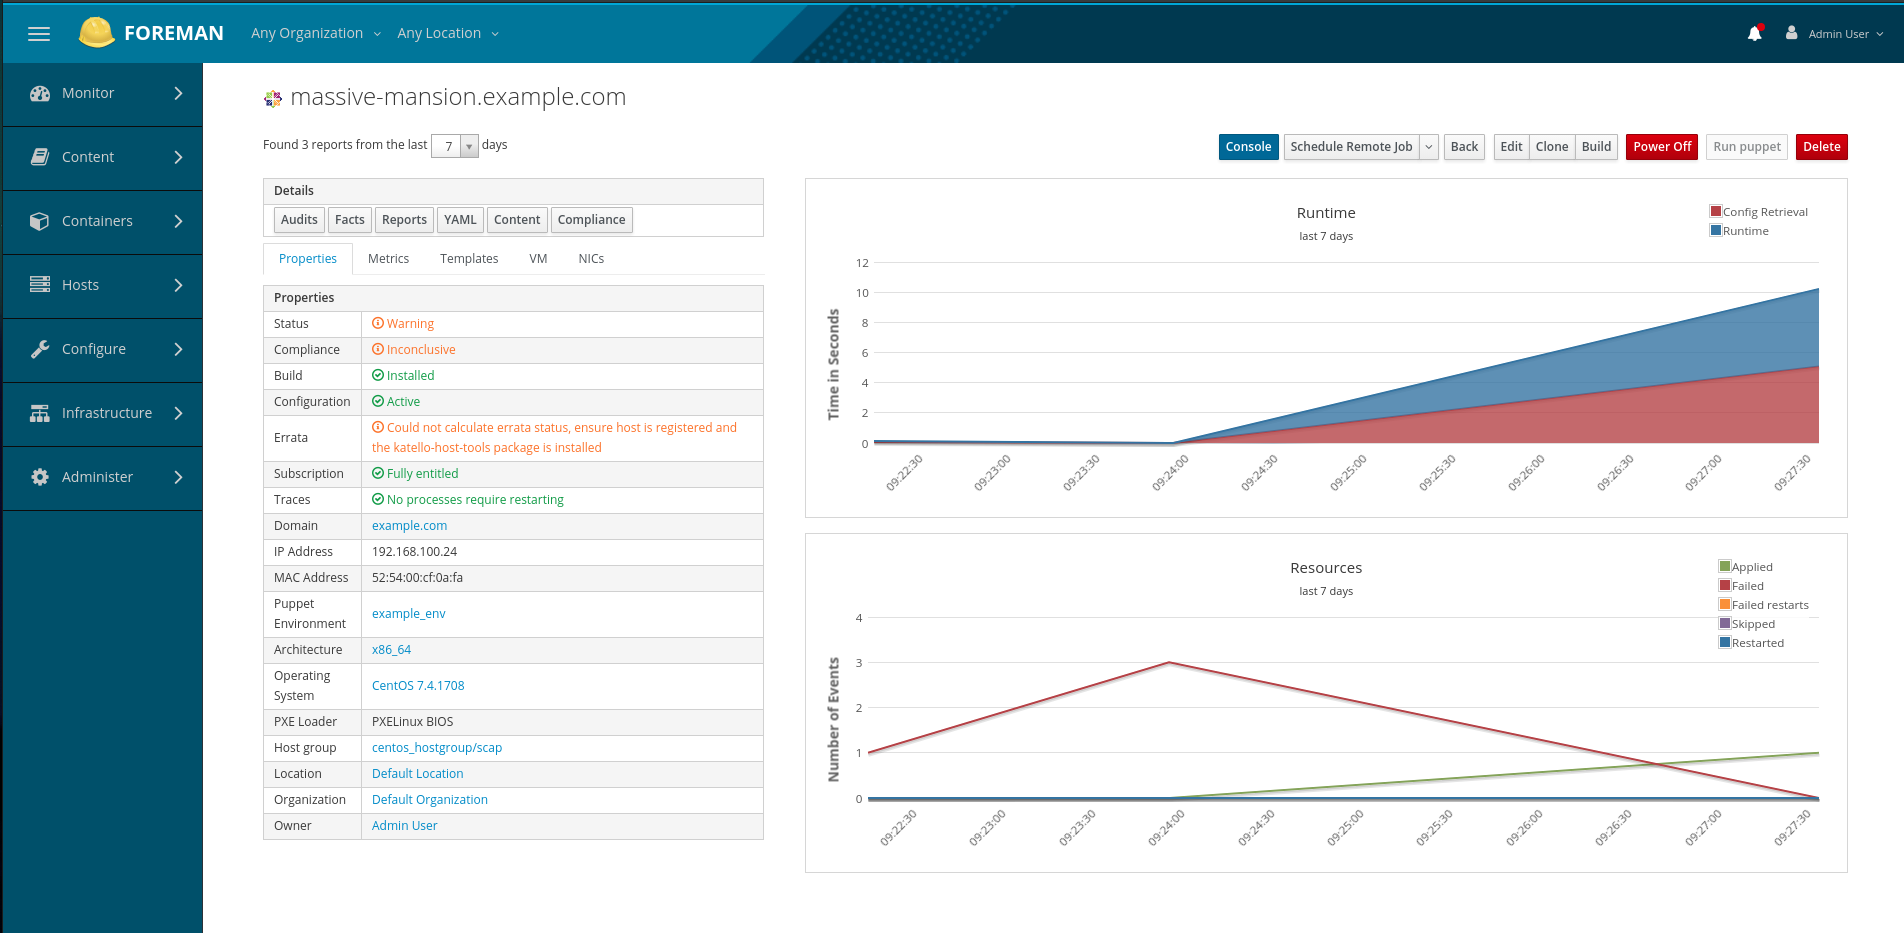 FOREMAN Any Organization Any Location Admin User
Monitor
Content
Containers
Hosts
Configure
Infrastructure
Administer
massive-mansion.example.com
Found 3 reports from the last 7 days
Console Schedule Remote Job Back Edit Clone Build Power Off Run puppet Delete
Details
Audits Facts Reports YAML Content Compliance
Properties Metrics Templates VM NICs
Properties
Status Warning
Compliance Inconclusive
Build Installed
Configuration Active
Errata Could not calculate errata status, ensure host is registered and
the katello-host-tools package is installed
Subscription Fully entitled
Traces No processes require restarting
Domain example.com
IP Address 192.168.100.24
MAC Address 52:54:00:cf:0a:fa
Puppet
Environment example_env
Architecture x86_64
Operating
System CentOS 7.4.1708
PXE Loader PXELinux BIOS
Host group centos_hostgroup/scap
Location Default Location
Organization Default Organization
Owner Admin User
Runtime
last 7 days
Config Retrieval
Runtime
Time in Seconds
12
10
8
6
4
2
0
09:22:30 09:23:00 09:23:30 09:24:00 09:24:30 09:25:00 09:25:30 09:26:00 09:26:30 09:27:00 09:27:30
Resources
last 7 days
Applied
Failed
Failed restarts
Skipped
Restarted
Number of Events
4
3
2
1
0
09:22:30 09:23:00 09:23:30 09:24:00 09:24:30 09:25:00 09:25:30 09:26:00 09:26:30 09:27:00 09:27:30